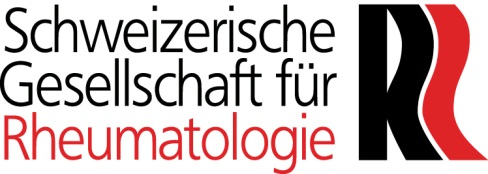 Schweizerische
Gesellschaft für
Rheumatologie